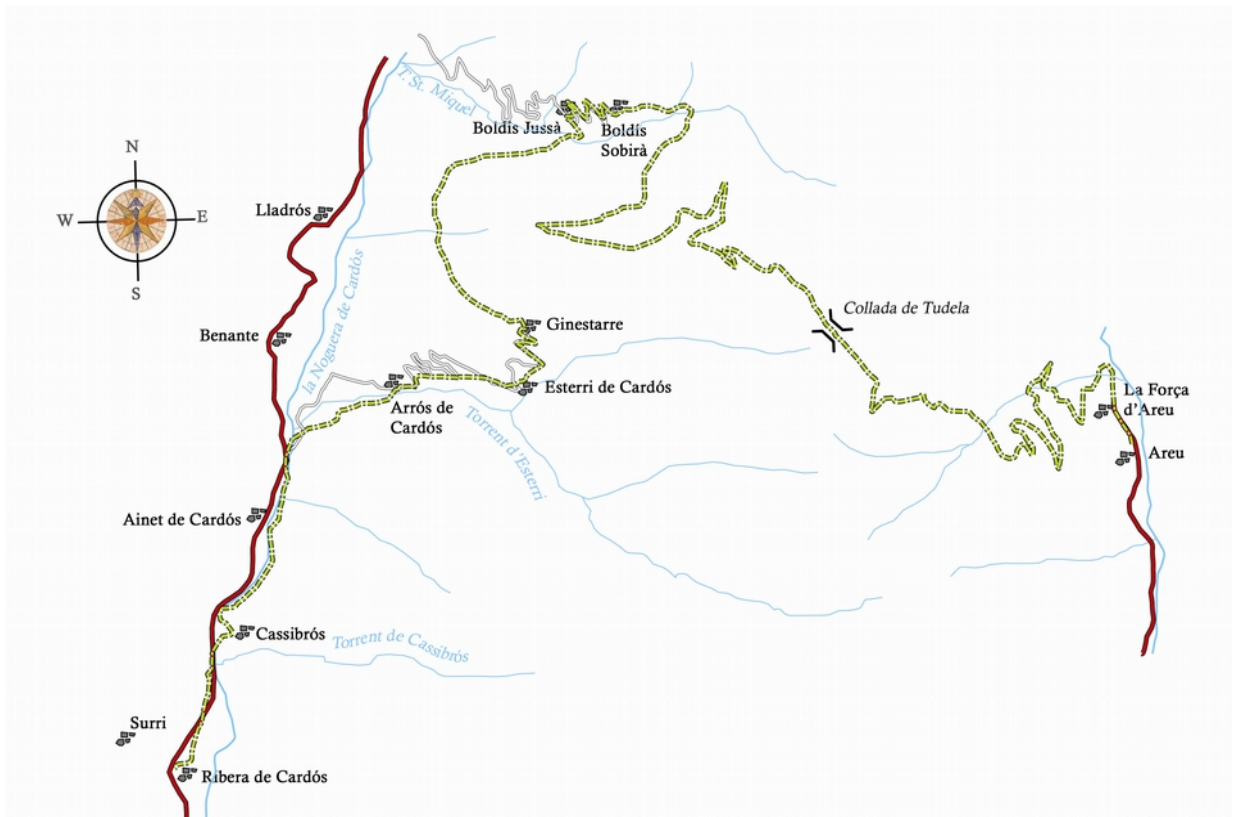 T. St. Miquel
Boldís Jussà
Boldís
Sobirà
N
W
E
S
Lladrós
la Noguera de Cardós
Collada de Tudela
Ginestarre
Benante
Esterri de Cardós
Arrós de
Cardós
La Força
d'Areu
Torrent d'Esterri
Areu
Ainet de Cardós
Cassibrós
Torrent de Cassibrós
Surri
Ribera de Cardós